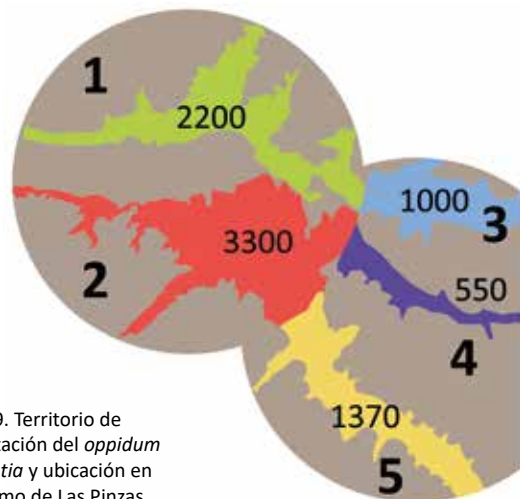 1
2200
1000
3
3300
2
550
4
1370
5
9. Territorio de
ación del oppidum
tia y ubicación en
mo de Las Pinzas